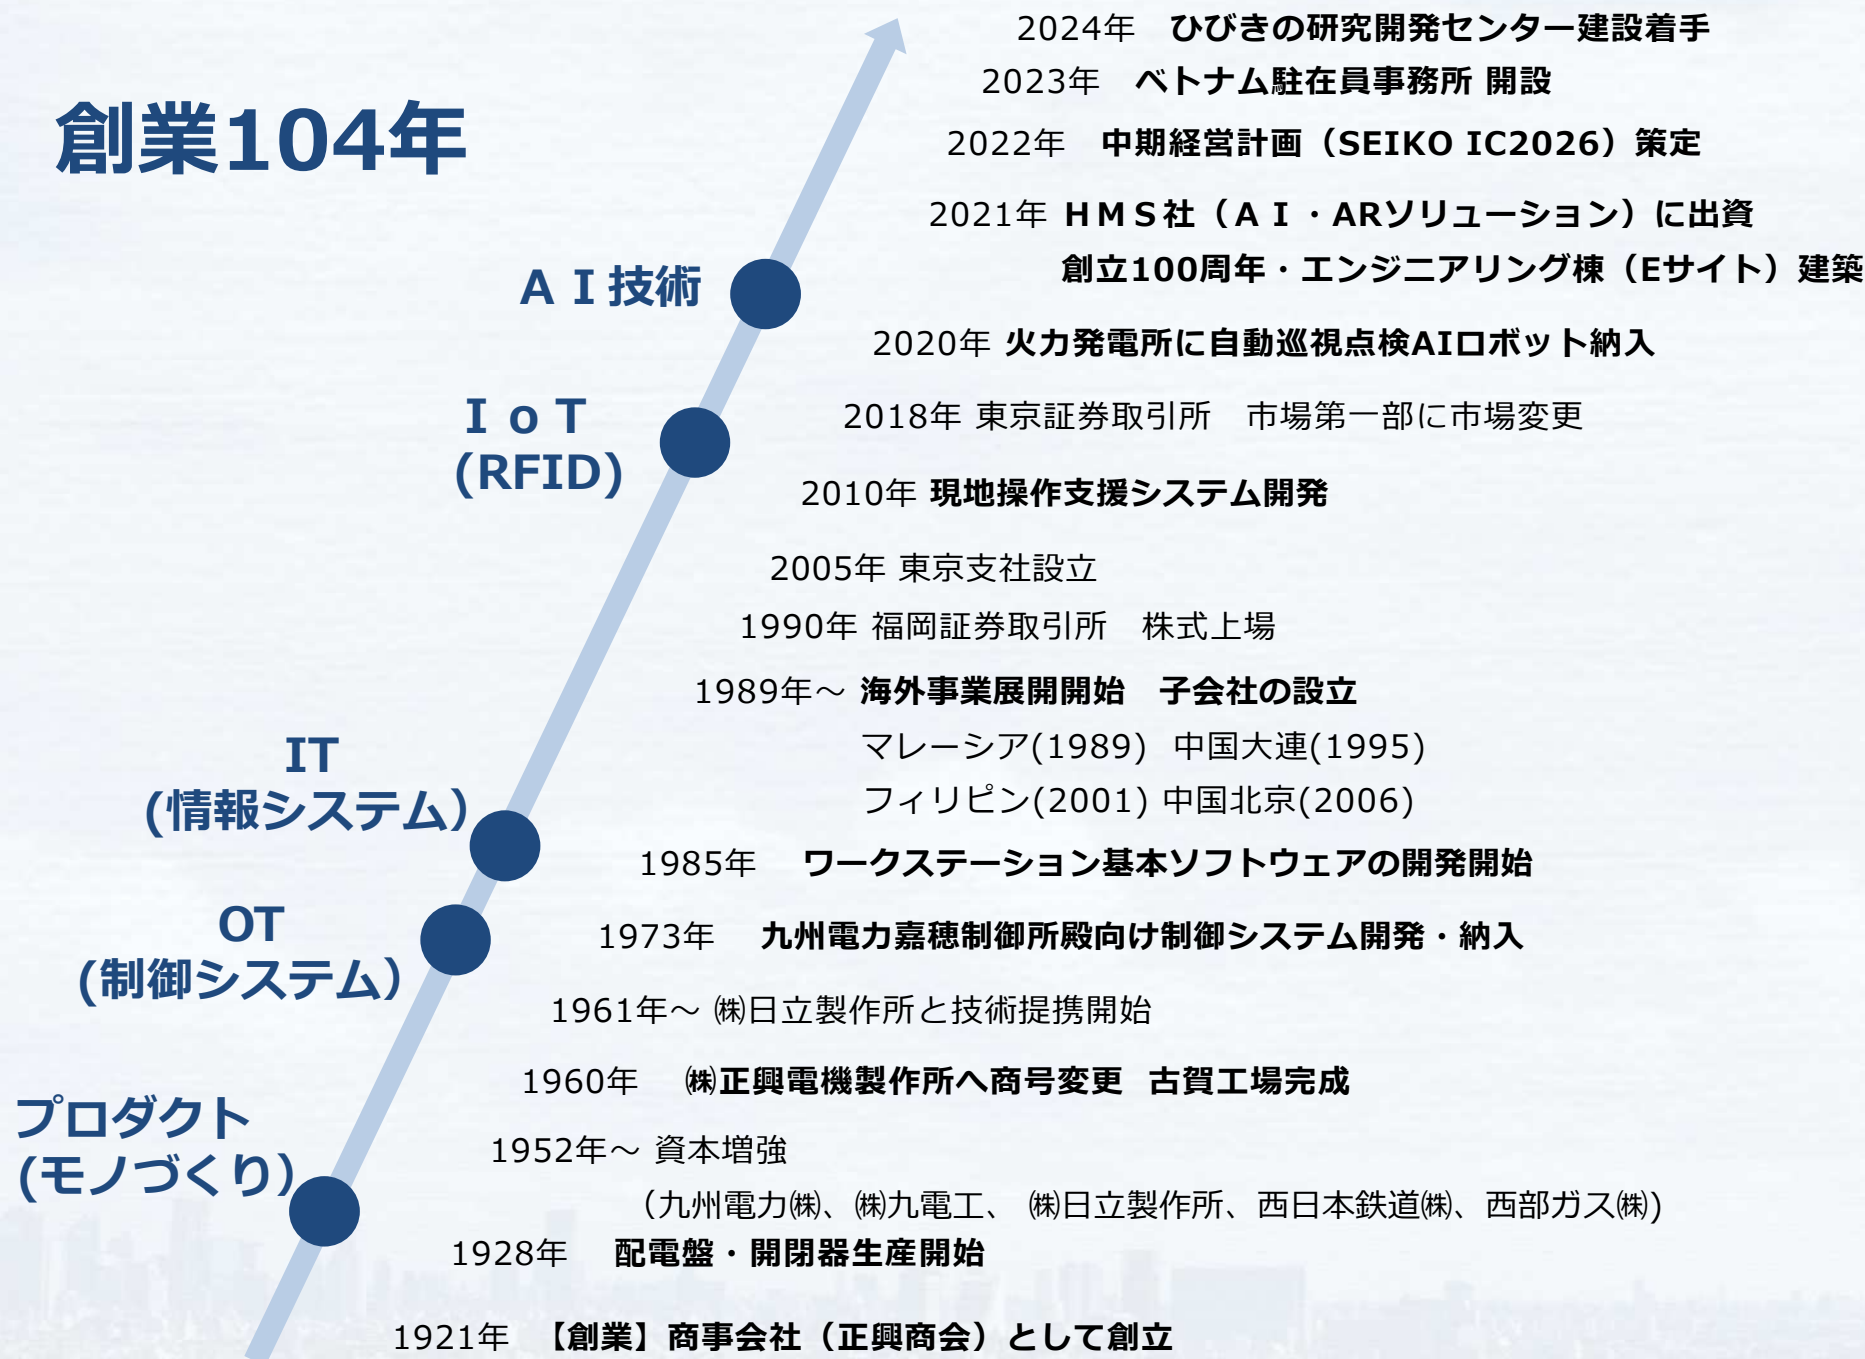 創業104年
2024年　ひびきの研究開発センター建設着手
2023年　ベトナム駐在員事務所 開設
2022年　中期経営計画（SEIKO IC2026）策定
2021年 ＨＭＳ社（ＡＩ・ARソリューション）に出資
創立100周年・エンジニアリング棟（Eサイト）建築
ＡＩ技術
2020年 火力発電所に自動巡視点検AIロボット納入
ＩｏＴ
(RFID)
2018年 東京証券取引所　市場第一部に市場変更
2010年 現地操作支援システム開発
2005年 東京支社設立
1990年 福岡証券取引所　株式上場
1989年～ 海外事業展開開始　子会社の設立
マレーシア(1989)  中国大連(1995)
フィリピン(2001) 中国北京(2006)
IT
(情報システム）
1985年　ワークステーション基本ソフトウェアの開発開始
OT
(制御システム）
1973年　九州電力嘉穂制御所殿向け制御システム開発・納入
1961年～ ㈱日立製作所と技術提携開始
1960年　㈱正興電機製作所へ商号変更  古賀工場完成
プロダクト
(モノづくり）
1952年～ 資本増強
（九州電力㈱、㈱九電工、 ㈱日立製作所、西日本鉄道㈱、西部ガス㈱)
1928年　配電盤・開閉器生産開始
1921年　【創業】商事会社（正興商会）として創立